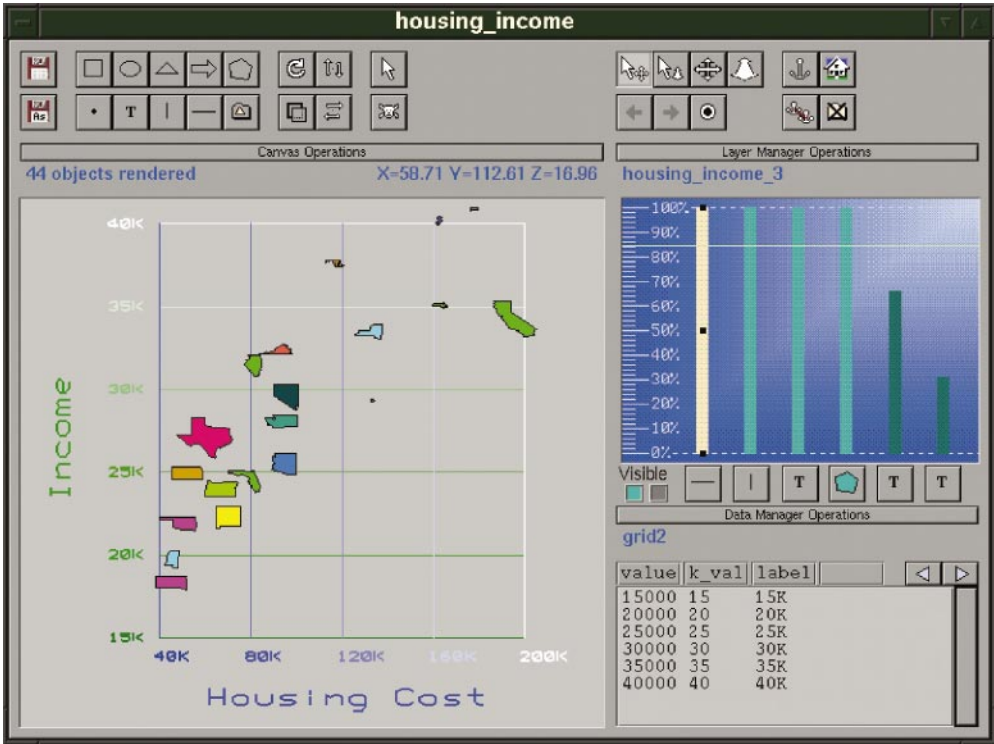 housing_income
As
T
Canvas Operations
Layer Manager Operations
44 objects rendered
X=58.71 Y=112.61 Z=16.96
housing_income_3
40K
35K
30K
25K
20K
15K
Income
40K
80K
120K
160K
200K
Housing Cost
100%
90%
80%
70%
60%
50%
40%
30%
20%
10%
0%
Visible
T
T
T
Data Manager Operations
grid2
value k_val label
15000 15 15K
20000 20 20K
25000 25 25K
30000 30 30K
35000 35 35K
40000 40 40K